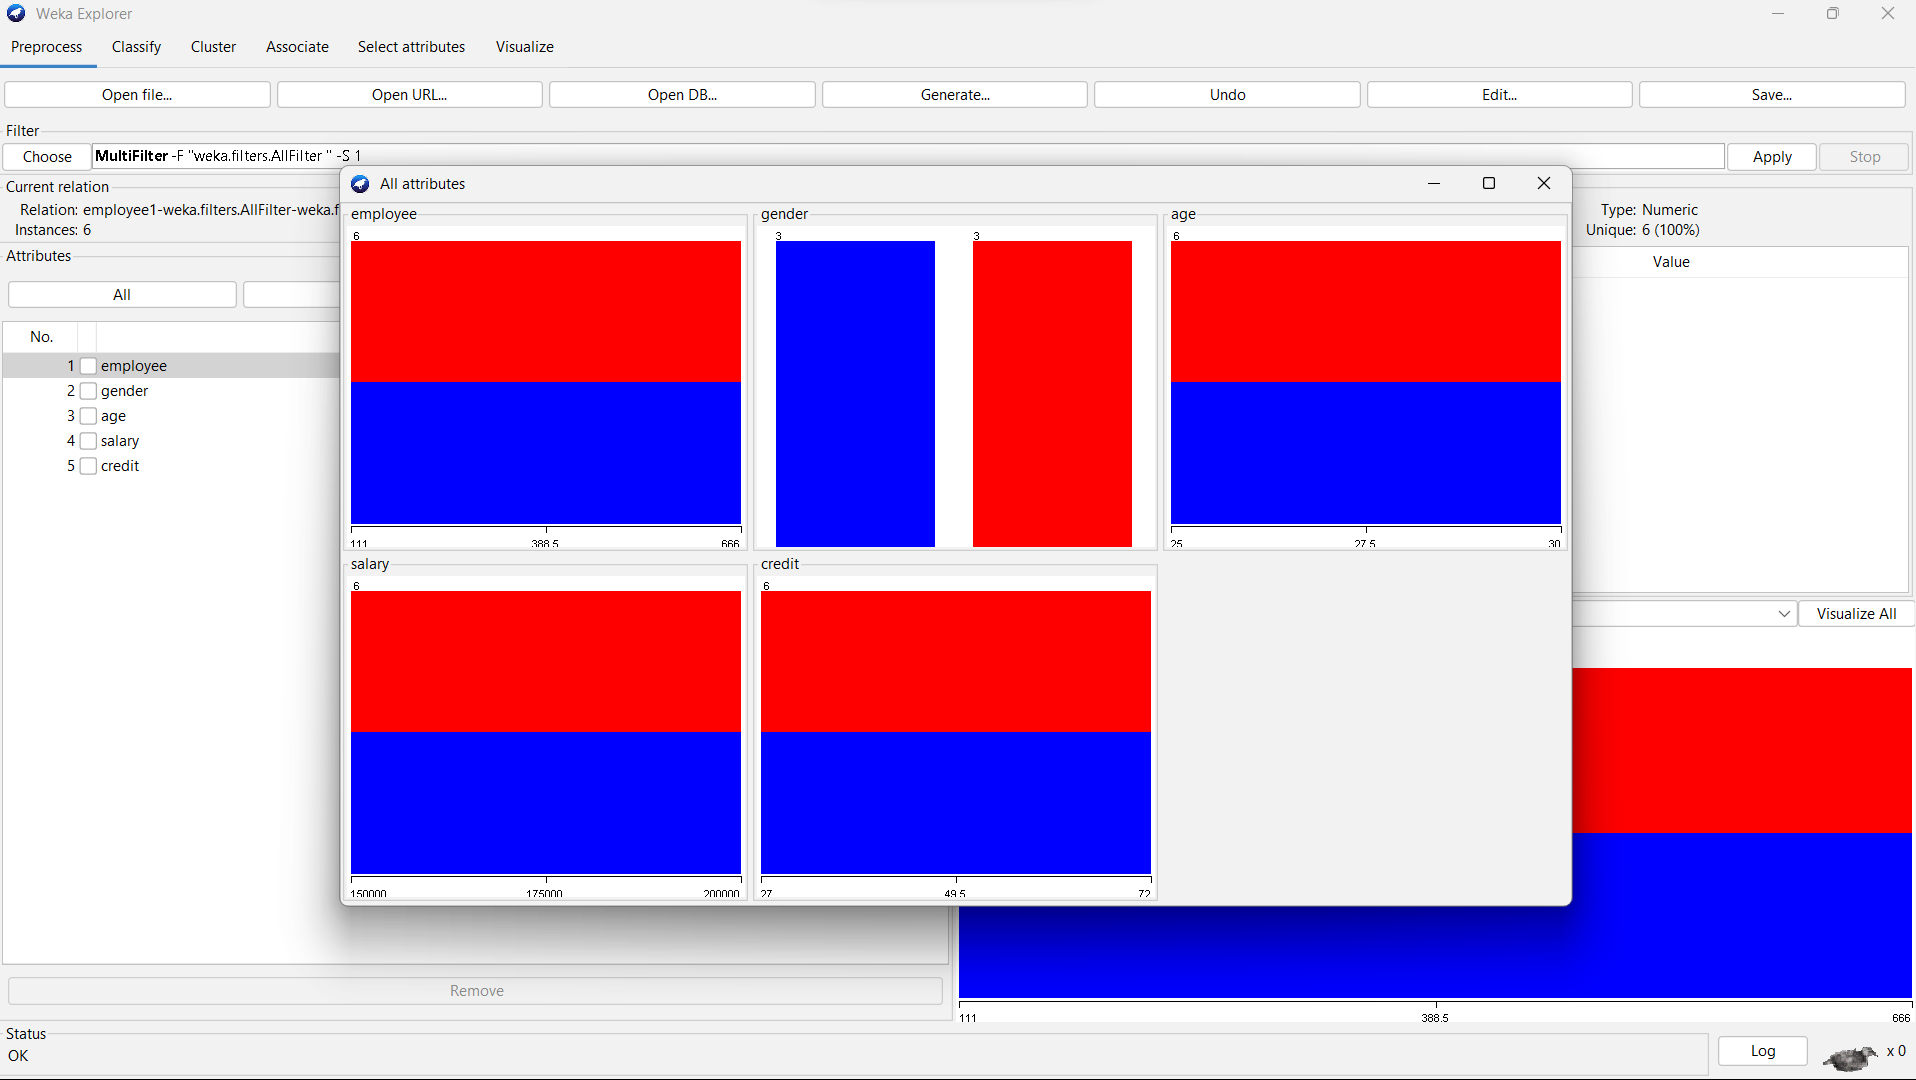 Weka Explorer
Preprocess Classify Cluster Associate Select attributes Visualize
Open file... Open URL... Open DB... Generate... Undo Edit... Save...
Filter
Choose MultiFilter -F "weka.filters.AllFilter " -S 1 Apply Stop
Current relation
Relation: employee1-weka.filters.AllFilter-weka.f
Instances: 6
Attributes
All
No.
1 employee
2 gender
3 age
4 salary
5 credit
Remove
All attributes
employee
6
111 388.5 666
gender
3 3
age
6
25 27.5 30
salary
6
150000 175000 200000
credit
6
27 49.5 72
Type: Numeric
Unique: 6 (100%)
Value
Visualize All
111 388.5 666
Status
OK
Log x 0